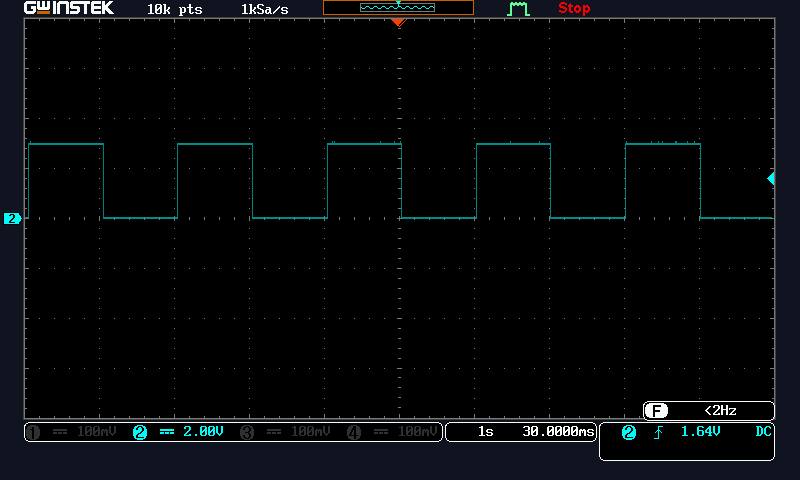 GWINSTEK 10k pts 1kSa/s Stop
2
F <2Hz
1 100mV 2 2.00V 3 100mV 4 100mV 1s 30.0000ms 2 1.64V DC